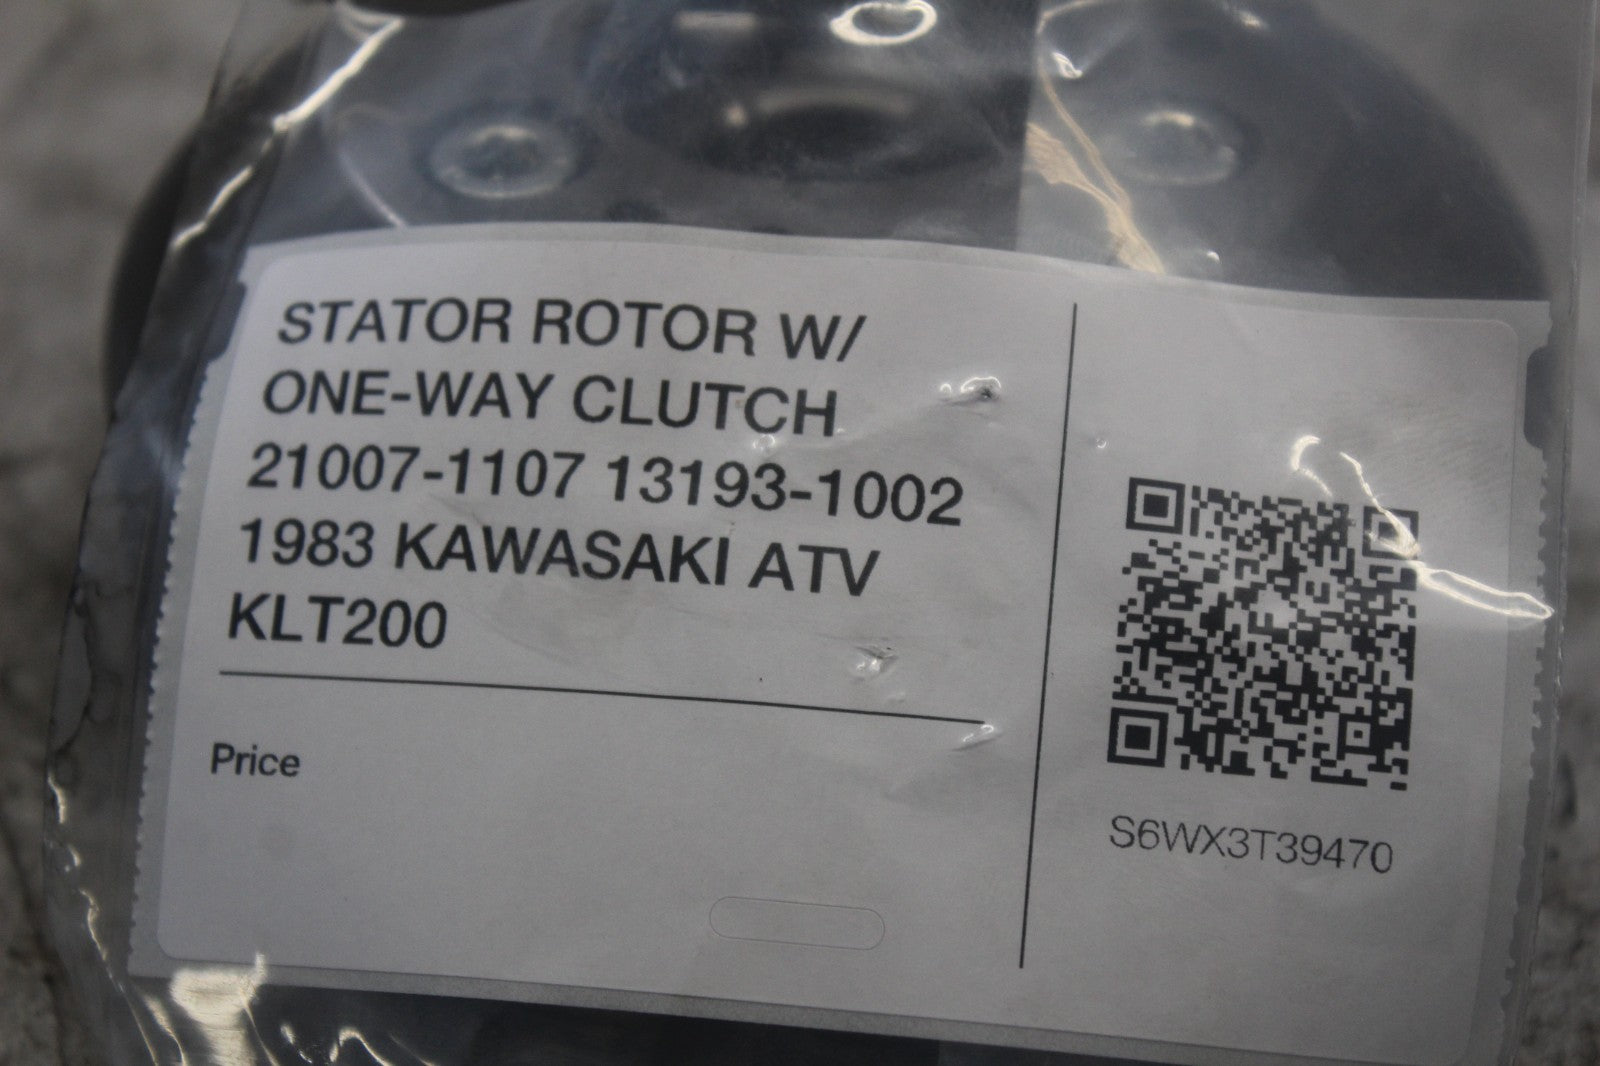 STATOR ROTOR W/
ONE-WAY CLUTCH
21007-1107 13193-1002
1983 KAWASAKI ATV
KLT200
Price
S6WX3T39470